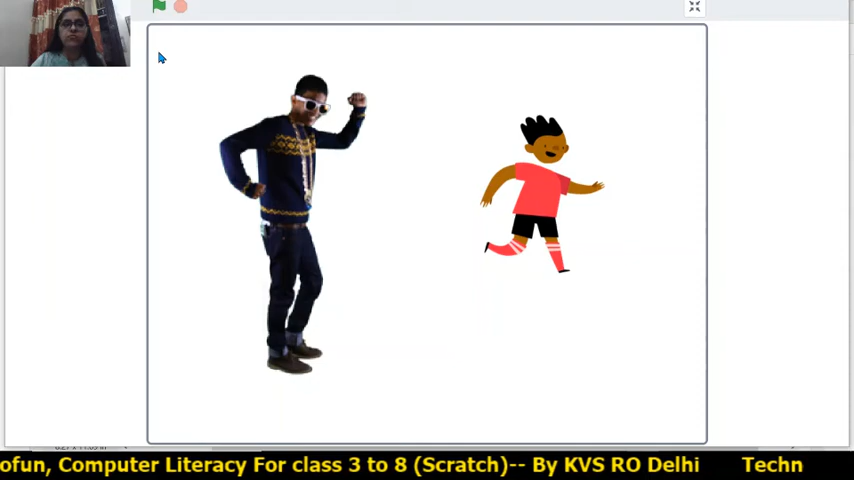 ofun, Computer Literacy For class 3 to 8 (Scratch)-- By KVS RO Delhi Techn